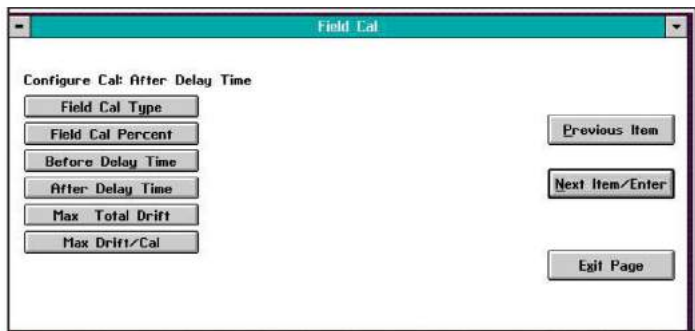 Field Cal
Configure Cal: After Delay Time
Field Cal Type
Field Cal Percent
Before Delay Time
After Delay Time
Max Total Drift
Max Drift/Cal
Previous Item
Next Item/Enter
Exit Page